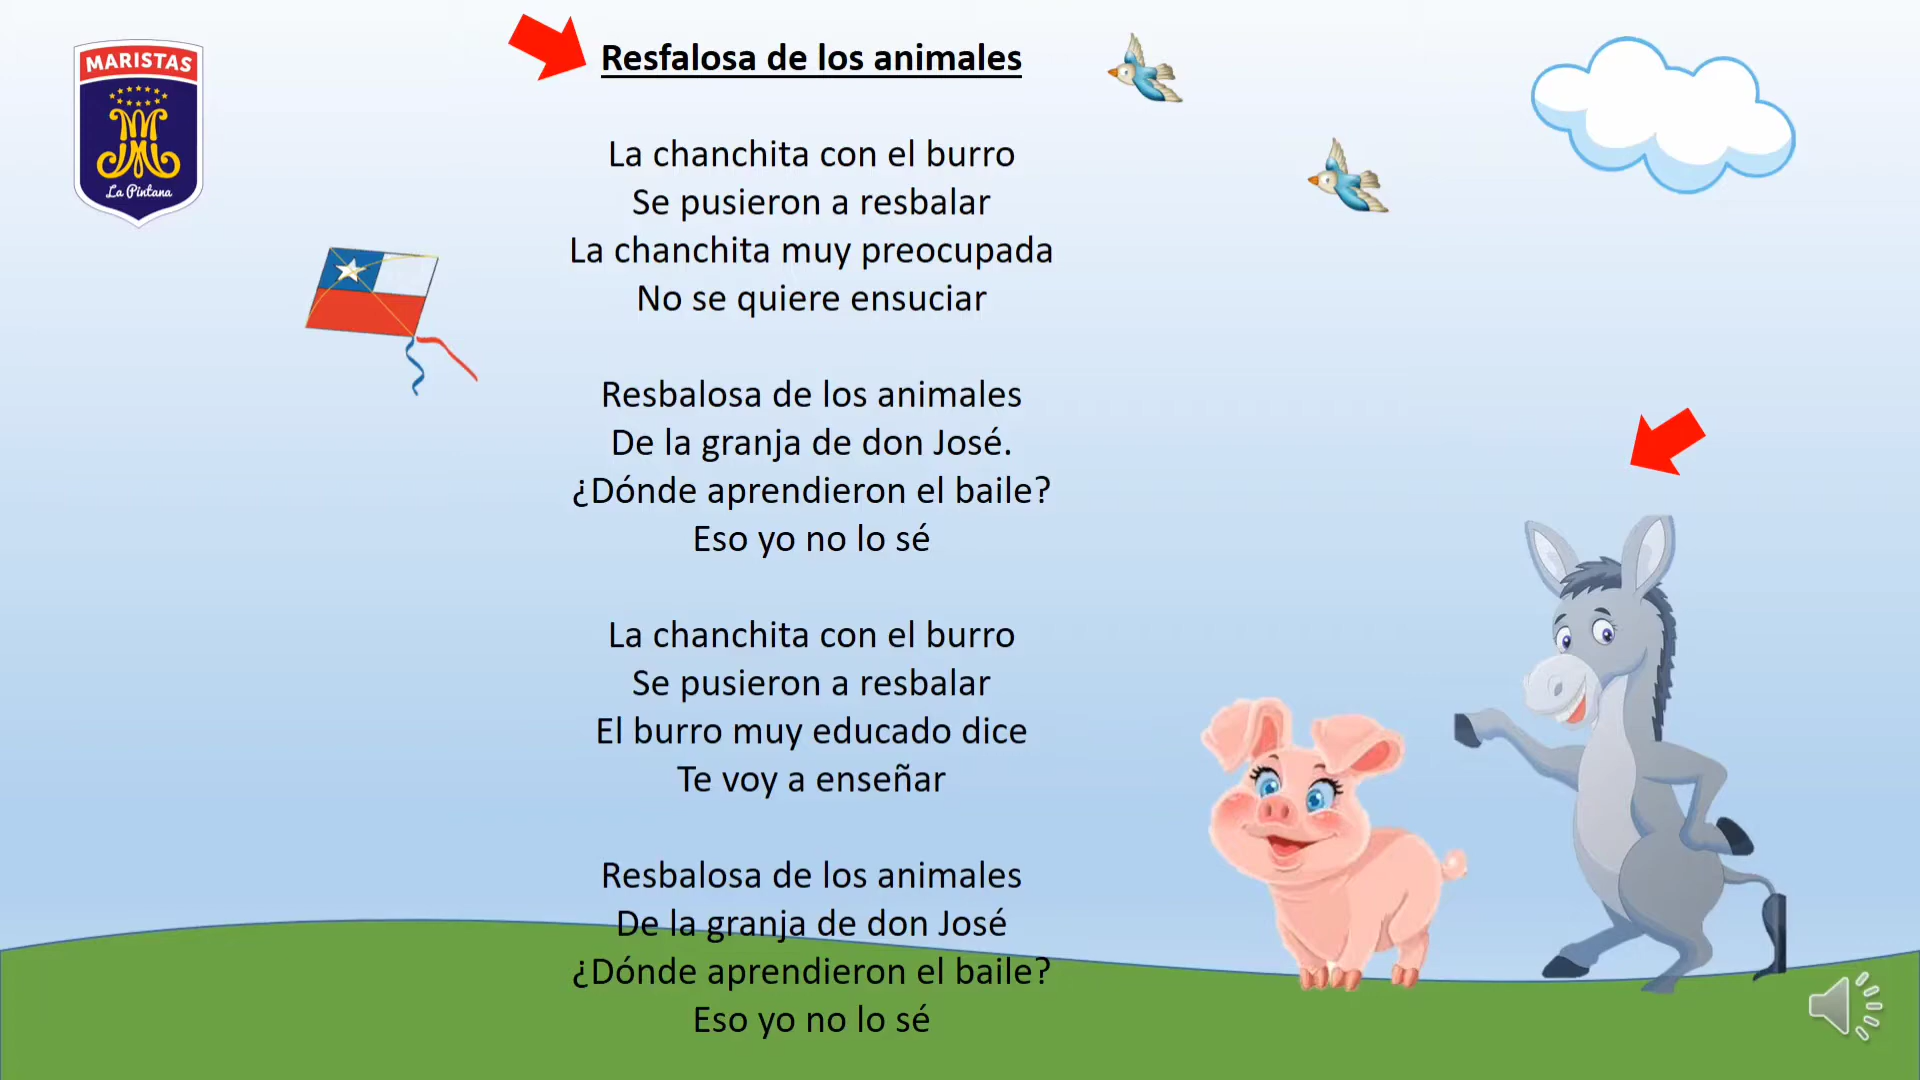 MARISTAS
La Pintana
Resfalosa de los animales
La chanchita con el burro
Se pusieron a resbalar
La chanchita muy preocupada
No se quiere ensuciar
Resbalosa de los animales
De la granja de don José.
¿Dónde aprendieron el baile?
Eso yo no lo sé
La chanchita con el burro
Se pusieron a resbalar
El burro muy educado dice
Te voy a enseñar
Resbalosa de los animales
De la granja de don José
¿Dónde aprendieron el baile?
Eso yo no lo sé